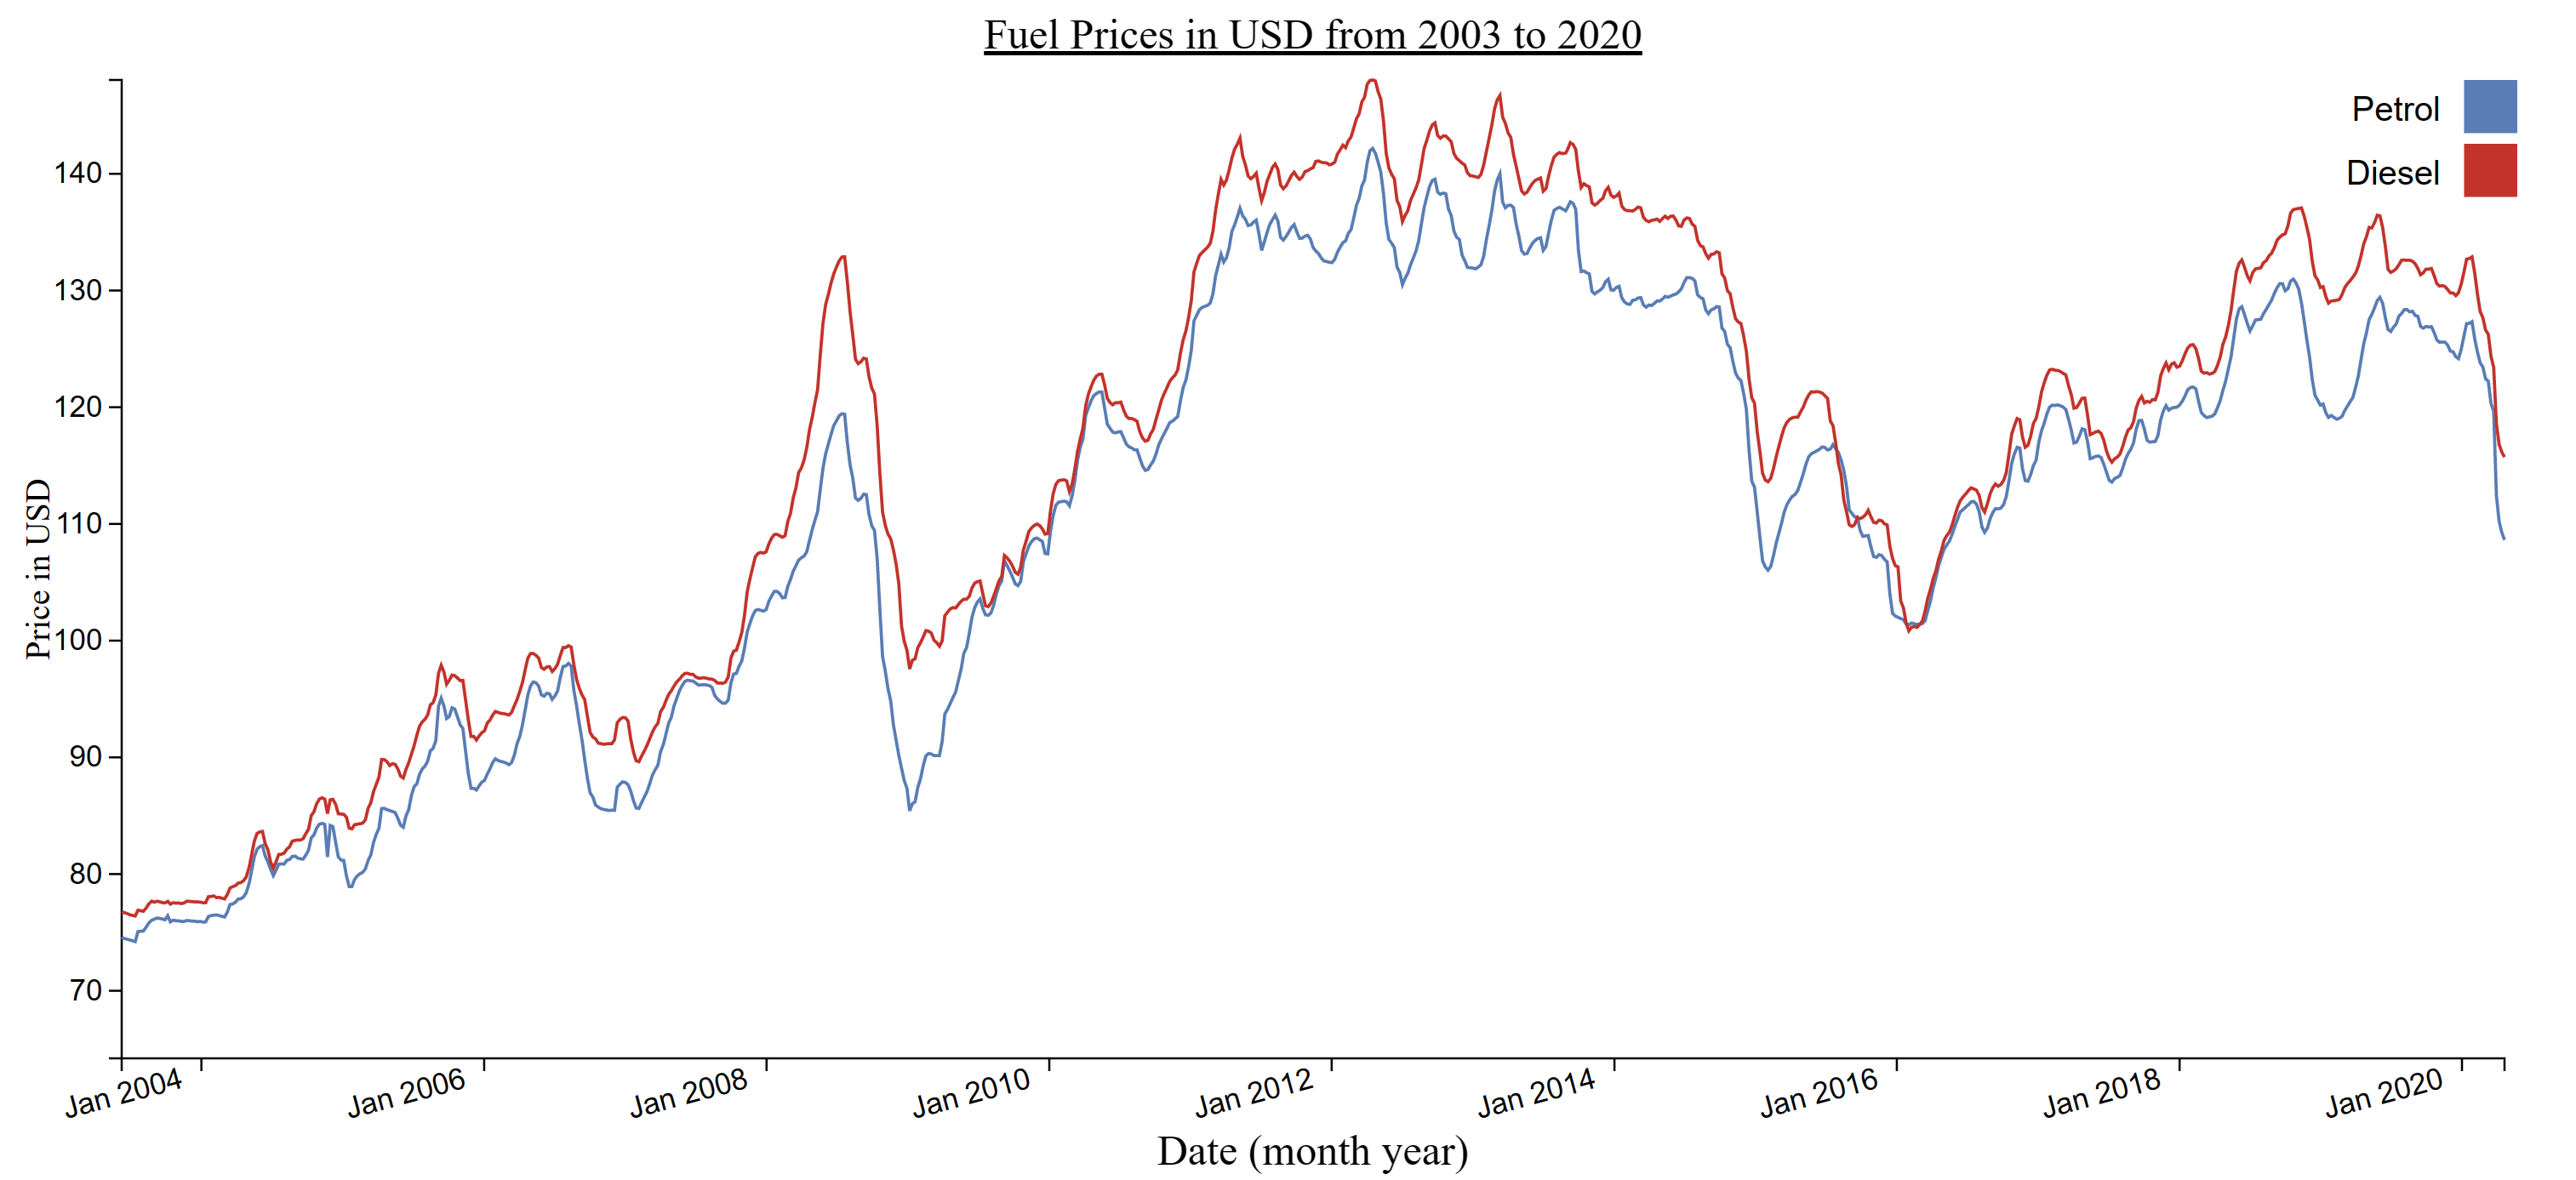 Fuel Prices in USD from 2003 to 2020
Petrol
Diesel
140
130
120
110
100
90
80
70
Price in USD
Jan 2004
Jan 2006
Jan 2008
Jan 2010
Jan 2012
Jan 2014
Jan 2016
Jan 2018
Jan 2020
Date (month year)